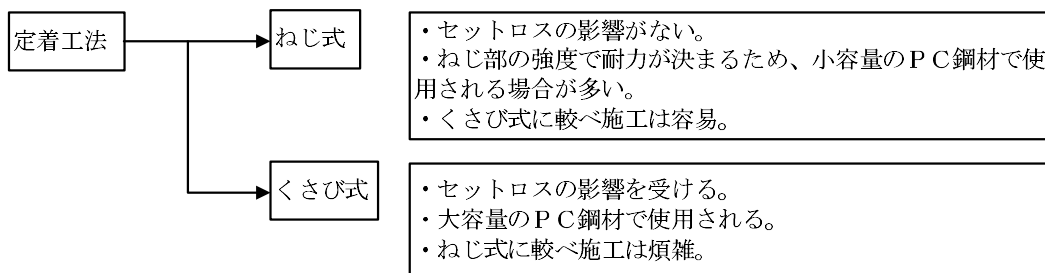 定着工法
ねじ式
・セットロスの影響がない。
・ねじ部の強度で耐力が決まるため、小容量のＰＣ鋼材で使
用される場合が多い。
・くさび式に較べ施工は容易。
くさび式
・セットロスの影響を受ける。
・大容量のＰＣ鋼材で使用される。
・ねじ式に較べ施工は煩雑。